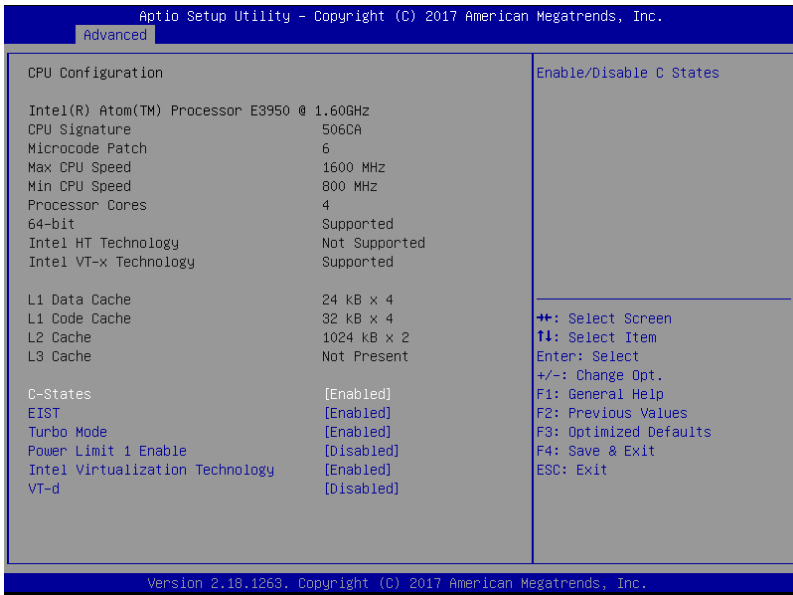 Aptio Setup Utility – Copyright (C) 2017 American Megatrends, Inc.
Advanced
CPU Configuration
Intel(R) Atom(TM) Processor E3950 @ 1.60GHz
CPU Signature 506CA
Microcode Patch 6
Max CPU Speed 1600 MHz
Min CPU Speed 800 MHz
Processor Cores 4
64-bit Supported
Intel HT Technology Not Supported
Intel VT-x Technology Supported
L1 Data Cache 24 kB x 4
L1 Code Cache 32 kB x 4
L2 Cache 1024 kB x 2
L3 Cache Not Present
C-States [Enabled]
EIST [Enabled]
Turbo Mode [Enabled]
Power Limit 1 Enable [Disabled]
Intel Virtualization Technology [Enabled]
VT-d [Disabled]
Enable/Disable C States
→←: Select Screen
↑↓: Select Item
Enter: Select
+/-: Change Opt.
F1: General Help
F2: Previous Values
F3: Optimized Defaults
F4: Save & Exit
ESC: Exit
Version 2.18.1263. Copyright (C) 2017 American Megatrends, Inc.